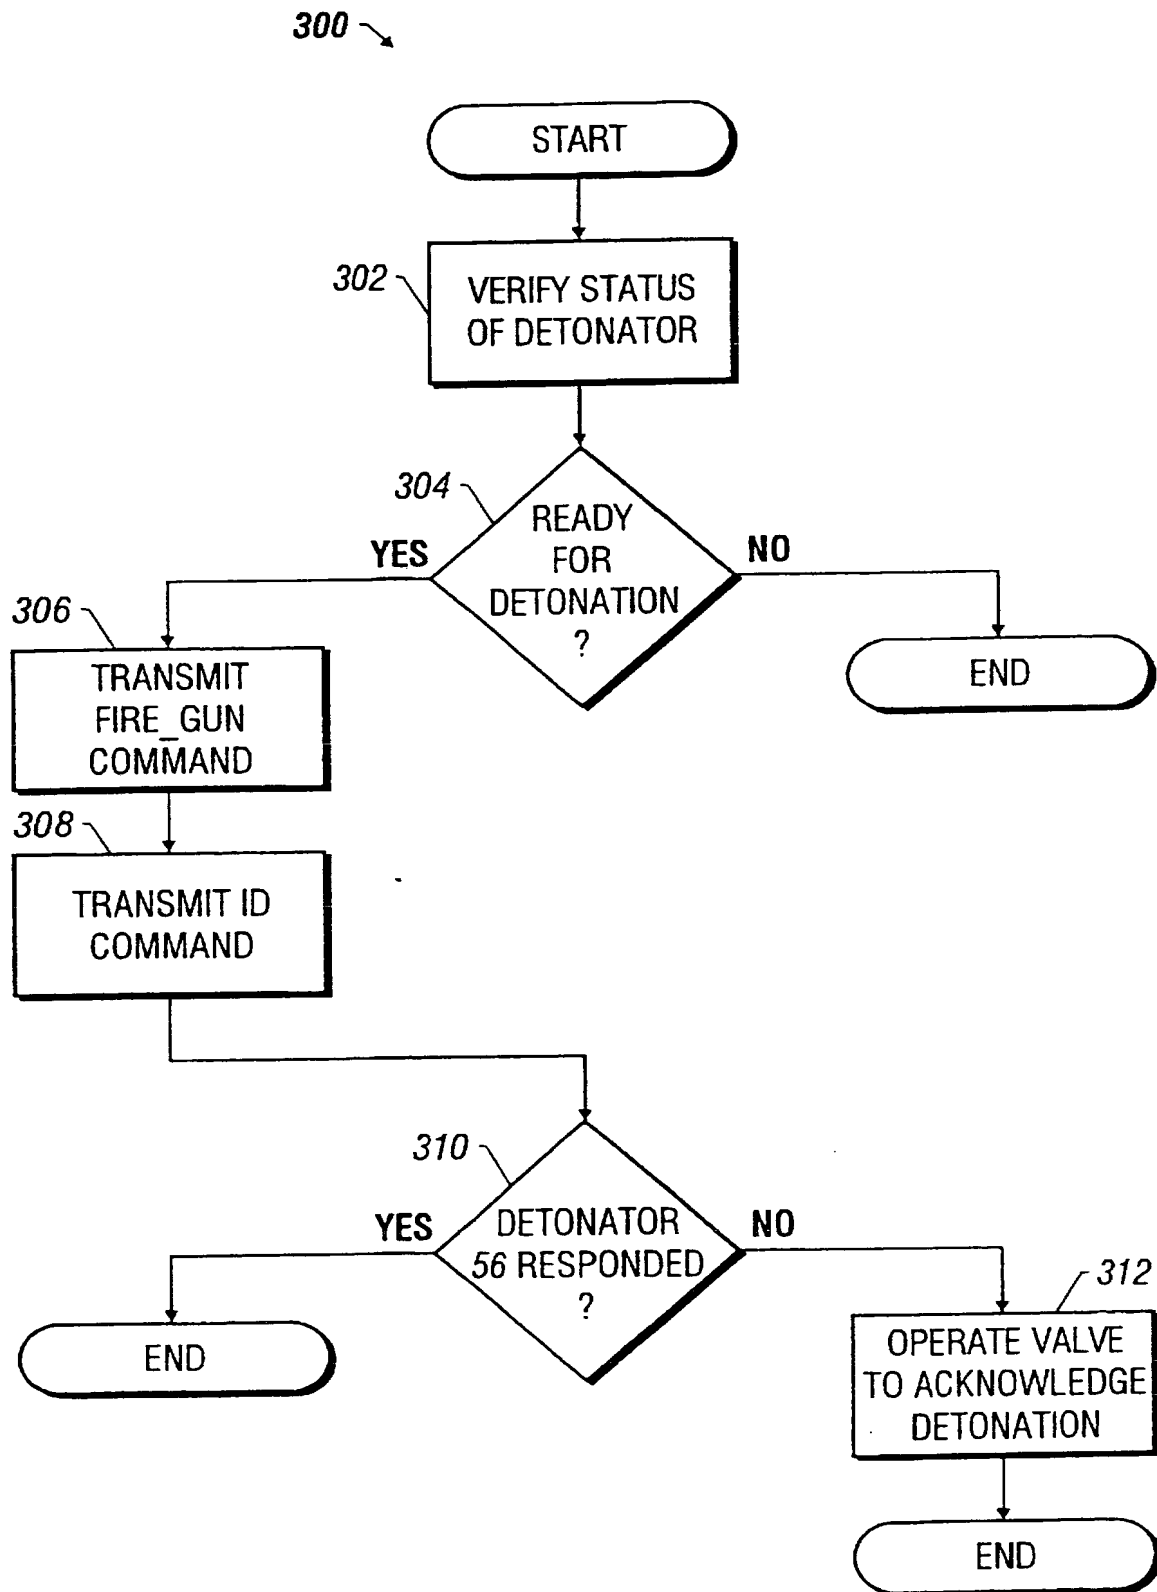 300
START
302
VERIFY STATUS
OF DETONATOR
304
READY
FOR
DETONATION
?
YES
NO
306
TRANSMIT
FIRE_GUN
COMMAND
END
308
TRANSMIT ID
COMMAND
310
DETONATOR
56 RESPONDED
?
YES
NO
END
312
OPERATE VALVE
TO ACKNOWLEDGE
DETONATION
END